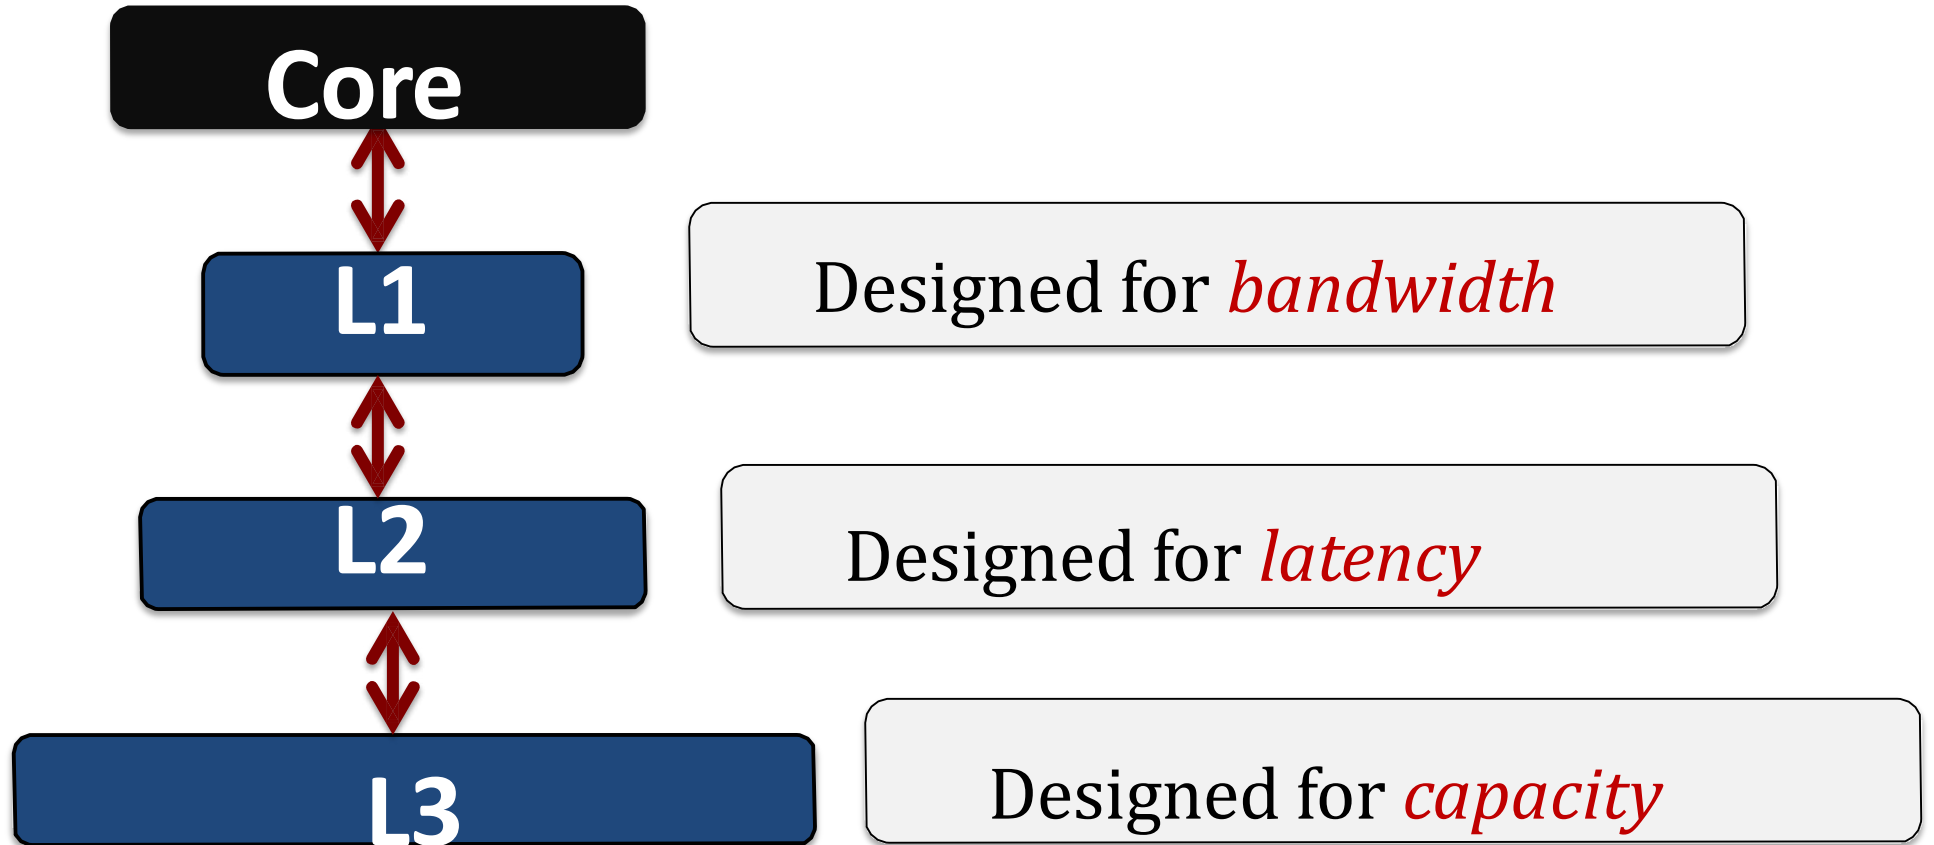 Core
L1
Designed for bandwidth
L2
Designed for latency
L3
Designed for capacity